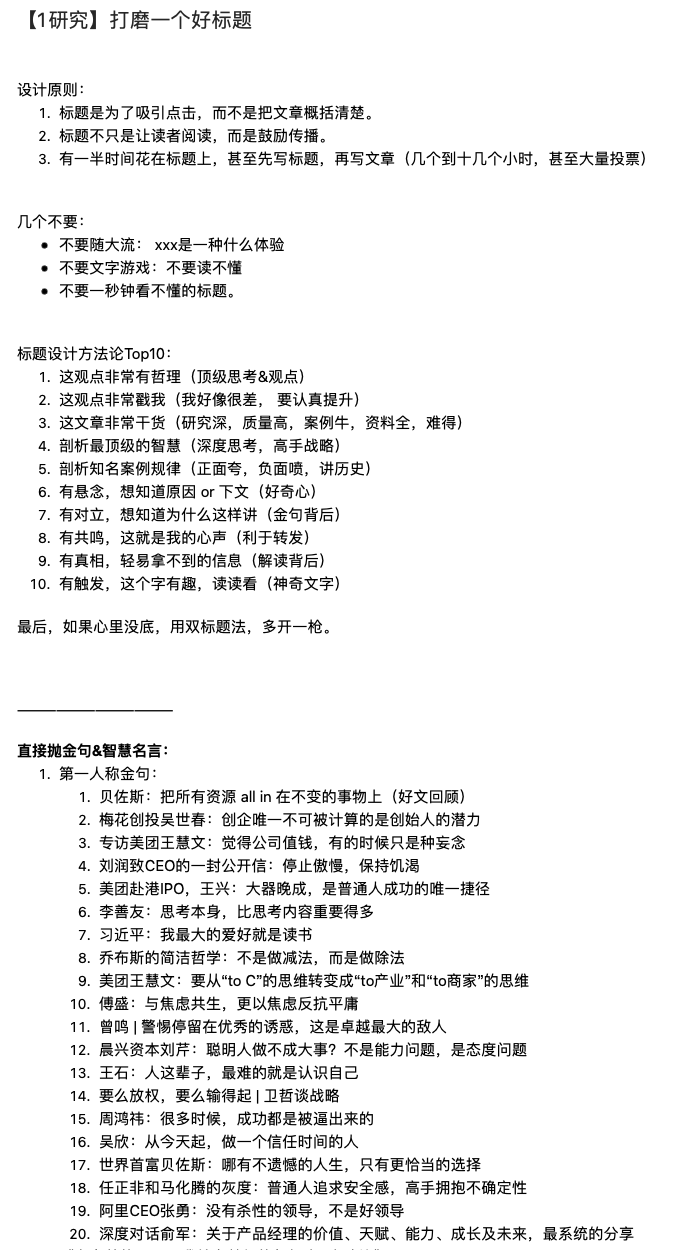 【1研究】打磨一个好标题
设计原则：
1. 标题是为了吸引点击，而不是把文章概括清楚。
2. 标题不只是让读者阅读，而是鼓励传播。
3. 有一半时间花在标题上，甚至先写标题，再写文章（几个到十几个小时，甚至大量投票）
几个不要：
• 不要随大流： xxx是一种什么体验
• 不要文字游戏：不要读不懂
• 不要一秒钟看不懂的标题。
标题设计方法论Top10：
1. 这观点非常有哲理（顶级思考&观点）
2. 这观点非常戳我（我好像很差， 要认真提升）
3. 这文章非常干货（研究深，质量高，案例牛，资料全，难得）
4. 剖析最顶级的智慧（深度思考，高手战略）
5. 剖析知名案例规律（正面夸，负面喷，讲历史）
6. 有悬念，想知道原因 or 下文（好奇心）
7. 有对立，想知道为什么这样讲（金句背后）
8. 有共鸣，这就是我的心声（利于转发）
9. 有真相，轻易拿不到的信息（解读背后）
10. 有触发，这个字有趣，读读看（神奇文字）
最后，如果心里没底，用双标题法，多开一枪。
————————————
直接抛金句&智慧名言：
1. 第一人称金句：
1. 贝佐斯：把所有资源 all in 在不变的事物上（好文回顾）
2. 梅花创投吴世春：创企唯一不可被计算的是创始人的潜力
3. 专访美团王慧文：觉得公司值钱，有的时候只是种妄念
4. 刘润致CEO的一封公开信：停止傲慢，保持饥渴
5. 美团赴港IPO，王兴：大器晚成，是普通人成功的唯一捷径
6. 李善友：思考本身，比思考内容重要得多
7. 习近平：我最大的爱好就是读书
8. 乔布斯的简洁哲学：不是做减法，而是做除法
9. 美团王慧文：要从“to C”的思维转变成“to产业”和“to商家”的思维
10. 傅盛：与焦虑共生，更以焦虑反抗平庸
11. 曾鸣 | 警惕停留在优秀的诱惑，这是卓越最大的敌人
12. 晨兴资本刘芹：聪明人做不成大事？不是能力问题，是态度问题
13. 王石：人这辈子，最难的就是认识自己
14. 要么放权，要么输得起 | 卫哲谈战略
15. 周鸿祎：很多时候，成功都是被逼出来的
16. 吴欣：从今天起，做一个信任时间的人
17. 世界首富贝佐斯：哪有不遗憾的人生，只有更恰当的选择
18. 任正非和马化腾的灰度：普通人追求安全感，高手拥抱不确定性
19. 阿里CEO张勇：没有杀性的领导，不是好领导
20. 深度对话俞军：关于产品经理的价值、天赋、能力、成长及未来，最系统的分享